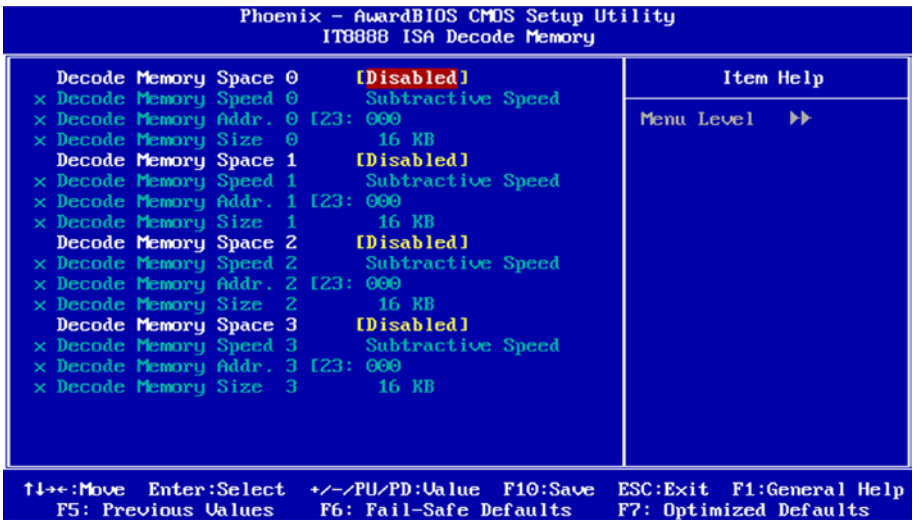 Phoenix - AwardBIOS CMOS Setup Utility
IT8888 ISA Decode Memory
Decode Memory Space 0 [Disabled]
x Decode Memory Speed 0 Subtractive Speed
x Decode Memory Addr. 0 [23: 000
x Decode Memory Size 0 16 KB
Decode Memory Space 1 [Disabled]
x Decode Memory Speed 1 Subtractive Speed
x Decode Memory Addr. 1 [23: 000
x Decode Memory Size 1 16 KB
Decode Memory Space 2 [Disabled]
x Decode Memory Speed 2 Subtractive Speed
x Decode Memory Addr. 2 [23: 000
x Decode Memory Size 2 16 KB
Decode Memory Space 3 [Disabled]
x Decode Memory Speed 3 Subtractive Speed
x Decode Memory Addr. 3 [23: 000
x Decode Memory Size 3 16 KB
Item Help
Menu Level ►►
↑↓→←:Move Enter:Select +/-/PU/PD:Value F10:Save ESC:Exit F1:General Help
F5: Previous Values F6: Fail-Safe Defaults F7: Optimized Defaults